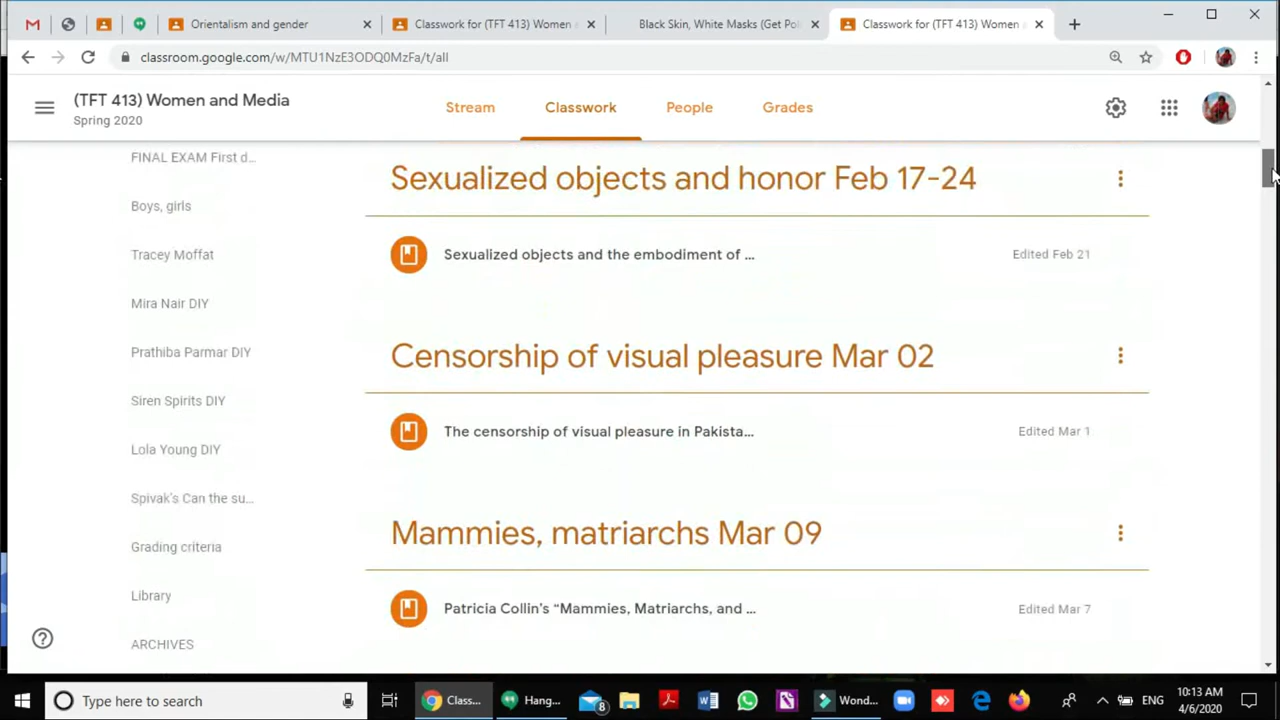 Orientalism and gender
Classwork for (TFT 413) Women
Black Skin, White Masks (Get Pol
Classwork for (TFT 413) Women
classroom.google.com/w/MTU1NzE3ODQ0MzFa/t/all
(TFT 413) Women and Media
Spring 2020
Stream
Classwork
People
Grades
FINAL EXAM First d...
Boys, girls
Tracey Moffat
Mira Nair DIY
Prathiba Parmar DIY
Siren Spirits DIY
Lola Young DIY
Spivak's Can the su...
Grading criteria
Library
ARCHIVES
Sexualized objects and honor Feb 17-24
Sexualized objects and the embodiment of ...
Edited Feb 21
Censorship of visual pleasure Mar 02
The censorship of visual pleasure in Pakista...
Edited Mar 1
Mammies, matriarchs Mar 09
Patricia Collin's “Mammies, Matriarchs, and ...
Edited Mar 7
Type here to search
Class...
Hang...
8
Wond...
ENG
10:13 AM
4/6/2020